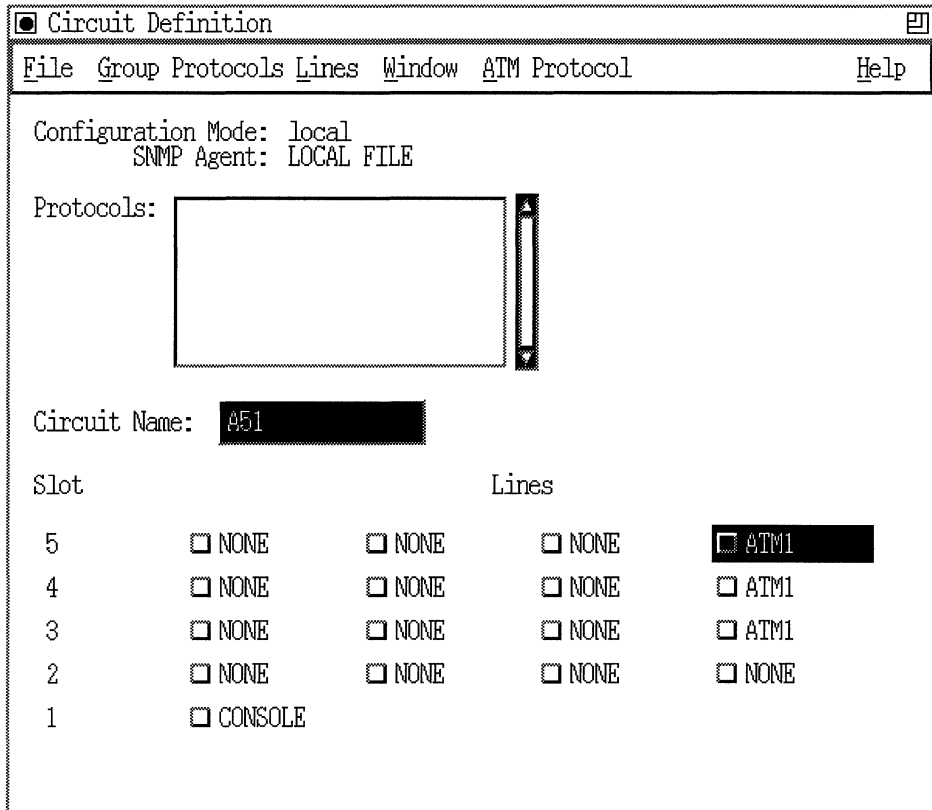 Circuit Definition
File Group Protocols Lines Window ATM Protocol Help
Configuration Mode: local
SNMP Agent: LOCAL FILE
Protocols:
Circuit Name: A51
Slot Lines
5 NONE NONE NONE ATM1
4 NONE NONE NONE ATM1
3 NONE NONE NONE ATM1
2 NONE NONE NONE NONE
1 CONSOLE